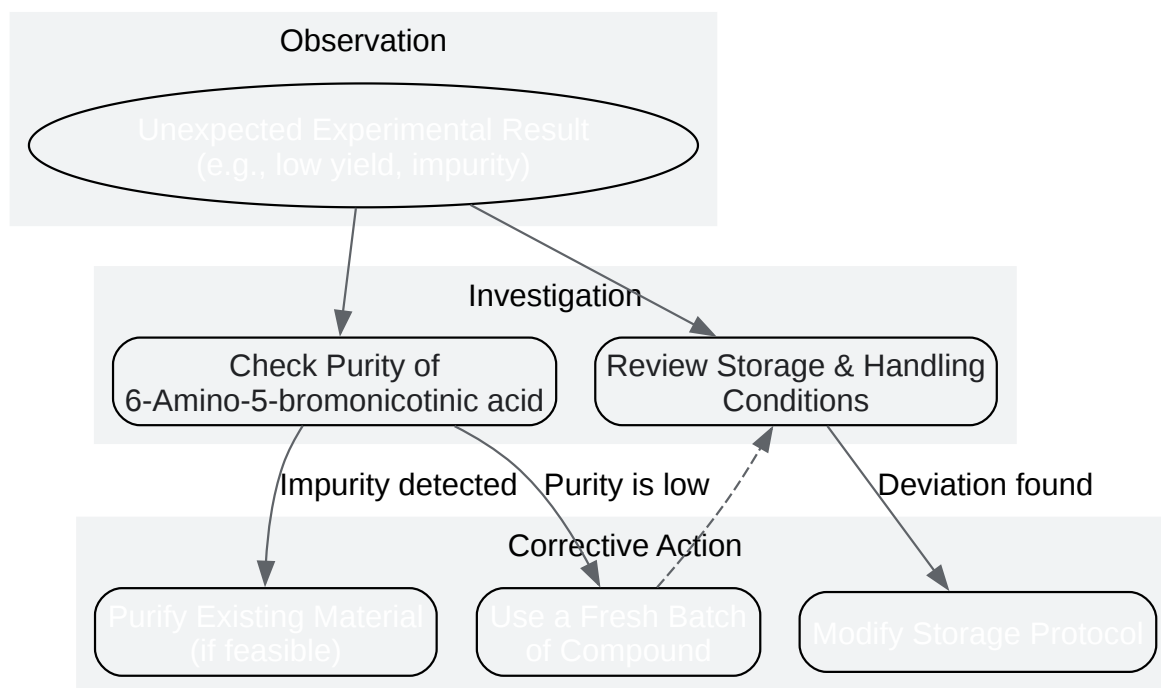 Observation
Unexpected Experimental Result
(e.g., low yield, impurity)
Investigation
Check Purity of
6-Amino-5-bromonicotinic acid
Review Storage & Handling
Conditions
Impurity detected
Purity is low
Deviation found
Corrective Action
Purify Existing Material
(if feasible)
Use a Fresh Batch
of Compound
Modify Storage Protocol